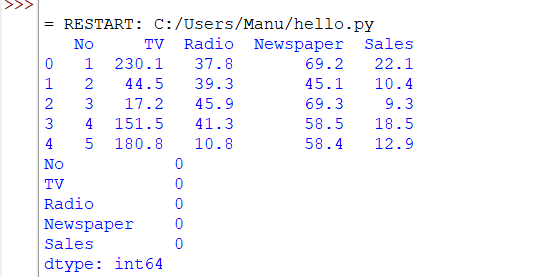 >>>
= RESTART: C:/Users/Manu/hello.py
   No     TV  Radio  Newspaper  Sales
0   1  230.1   37.8       69.2   22.1
1   2   44.5   39.3       45.1   10.4
2   3   17.2   45.9       69.3    9.3
3   4  151.5   41.3       58.5   18.5
4   5  180.8   10.8       58.4   12.9
No           0
TV           0
Radio        0
Newspaper    0
Sales        0
dtype: int64